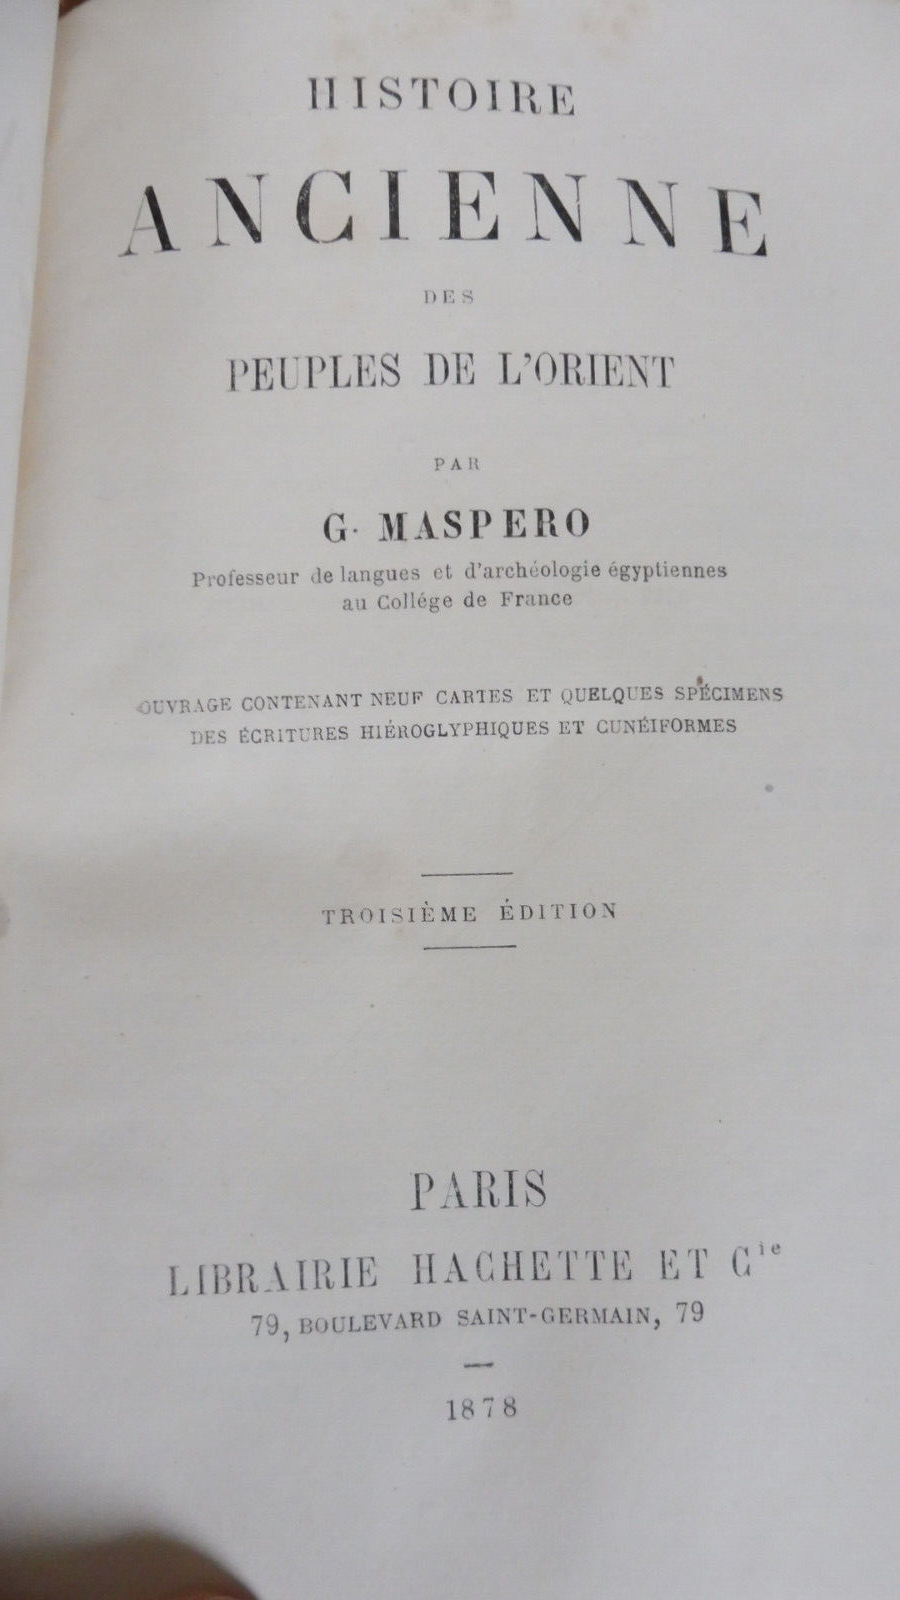 HISTOIRE
ANCIENNE
DES
PEUPLES DE L'ORIENT
PAR
G. MASPERO
Professeur de langues et d'archéologie égyptiennes
au Collége de France
OUVRAGE CONTENANT NEUF CARTES ET QUELQUES SPÉCIMENS
DES ÉCRITURES HIÉROGLYPHIQUES ET CUNÉIFORMES
TROISIÈME ÉDITION
PARIS
LIBRAIRIE HACHETTE ET Cie
79, BOULEVARD SAINT-GERMAIN, 79
1878